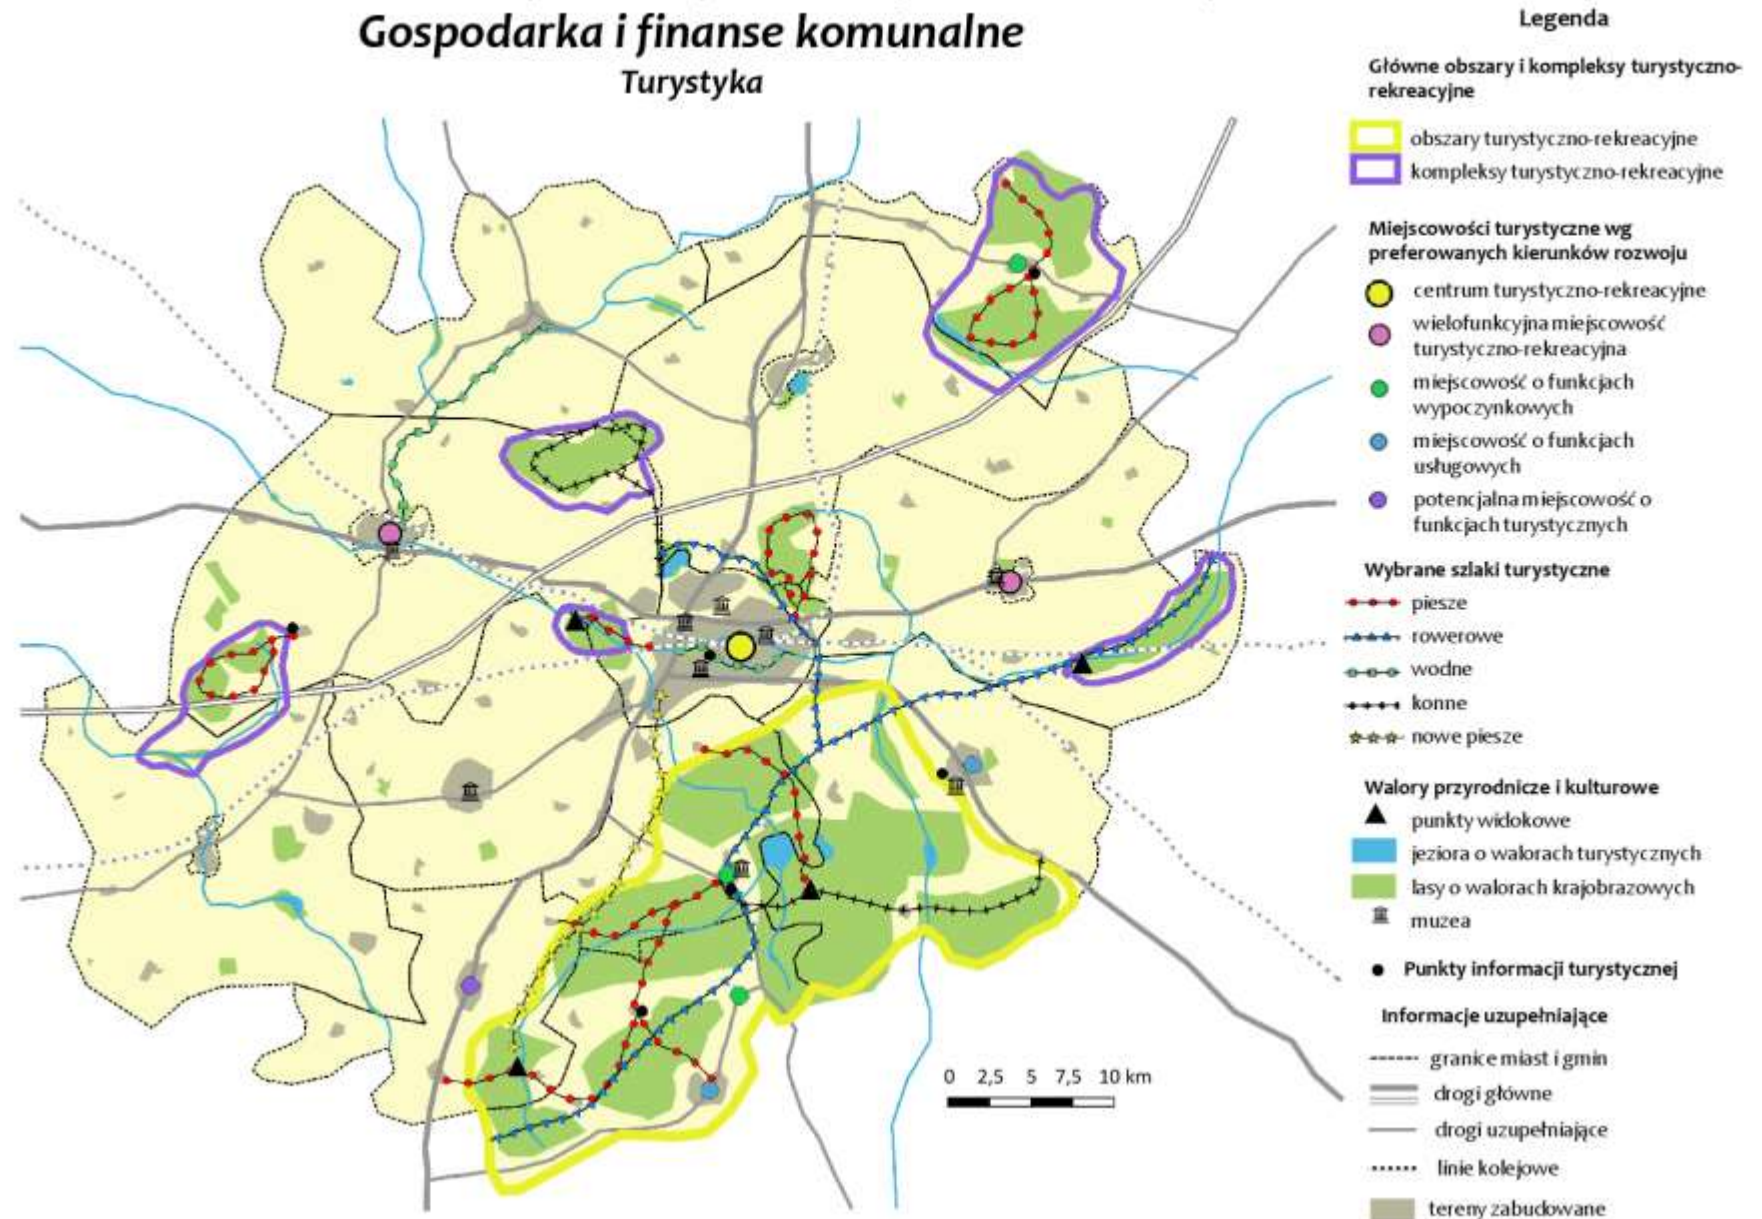 Gospodarka i finanse komunalne
Turystyka
Legenda
Główne obszary i kompleksy turystyczno-
rekreacyjne
obszary turystyczno-rekreacyjne
kompleksy turystyczno-rekreacyjne
Miejscowości turystyczne wg
preferowanych kierunków rozwoju
centrum turystyczno-rekreacyjne
wielofunkcyjna miejscowość
turystyczno-rekreacyjna
miejscowość o funkcjach
wypoczynkowych
miejscowość o funkcjach
usługowych
potencjalna miejscowość o
funkcjach turystycznych
Wybrane szlaki turystyczne
piesze
rowerowe
wodne
konne
nowe piesze
Walory przyrodnicze i kulturowe
punkty widokowe
jeziora o walorach turystycznych
lasy o walorach krajobrazowych
muzea
Punkty informacji turystycznej
Informacje uzupełniające
granice miast i gmin
drogi główne
drogi uzupełniające
linie kolejowe
tereny zabudowane
0 2,5 5 7,5 10 km